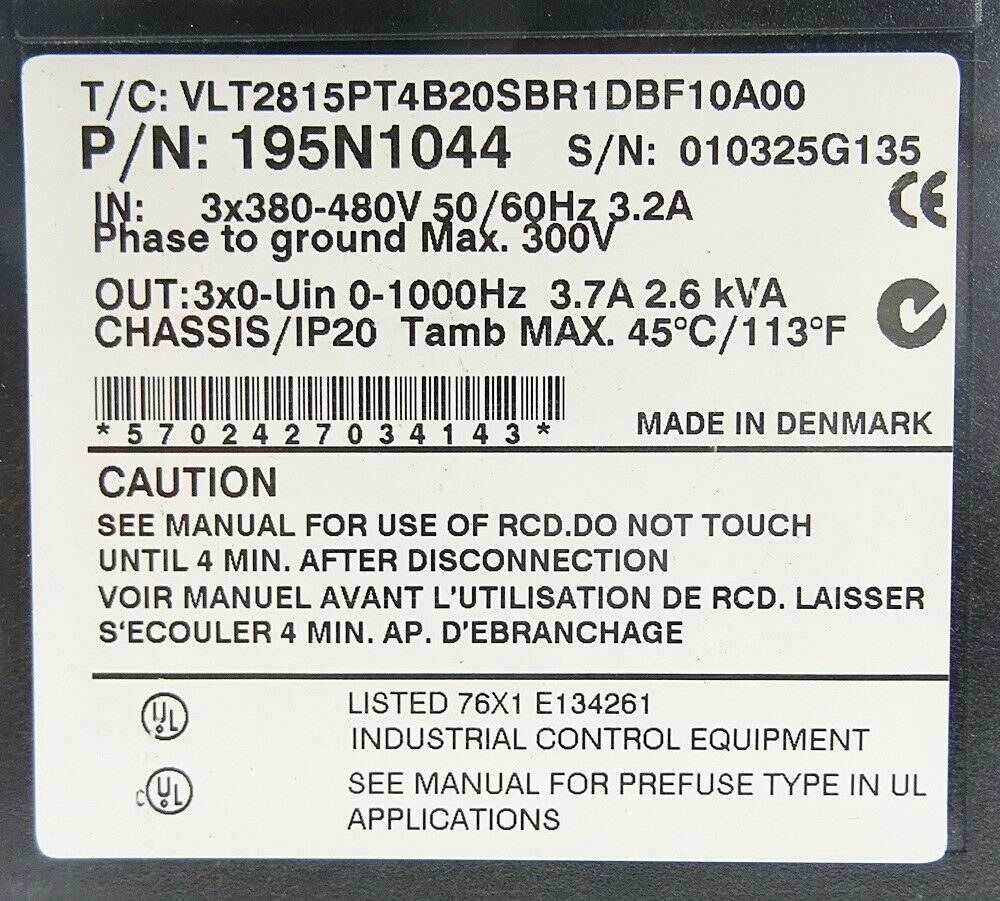 T/C: VLT2815PT4B20SBR1DBF10A00
P/N: 195N1044 S/N: 010325G135
IN: 3x380-480V 50/60Hz 3.2A
Phase to ground Max. 300V
CE
OUT:3x0-Uin 0-1000Hz 3.7A 2.6 kVA
CHASSIS/IP20 Tamb MAX. 45°C/113°F
*5702427034143*
MADE IN DENMARK
CAUTION
SEE MANUAL FOR USE OF RCD.DO NOT TOUCH
UNTIL 4 MIN. AFTER DISCONNECTION
VOIR MANUEL AVANT L'UTILISATION DE RCD. LAISSER
S'ECOULER 4 MIN. AP. D'EBRANCHAGE
UL
LISTED 76X1 E134261
INDUSTRIAL CONTROL EQUIPMENT
c UL
SEE MANUAL FOR PREFUSE TYPE IN UL
APPLICATIONS